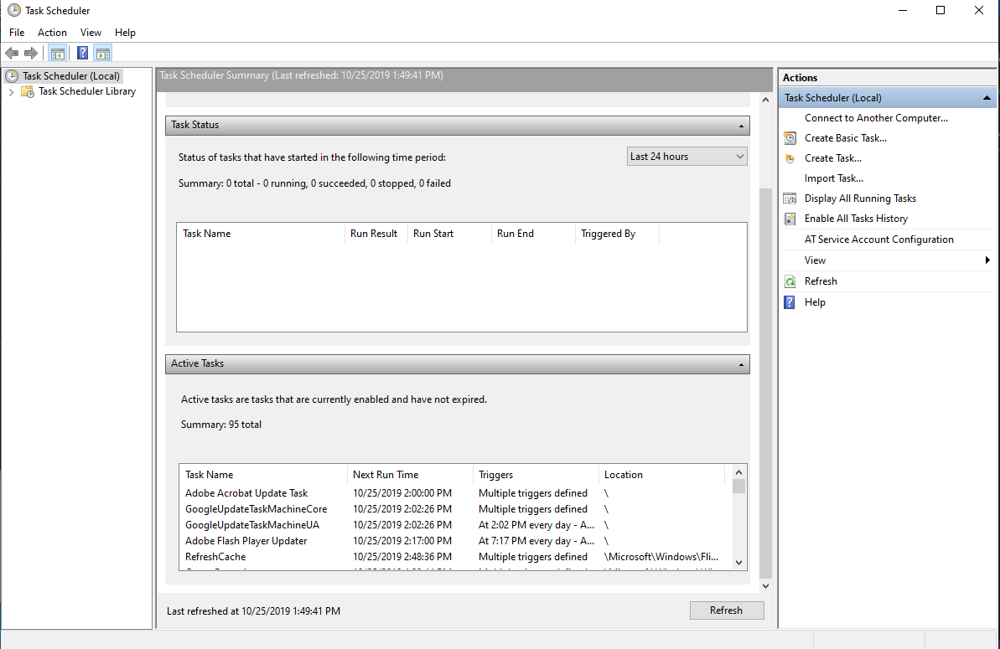 Task Scheduler
File Action View Help
Task Scheduler (Local)
Task Scheduler Library
Task Scheduler Summary (Last refreshed: 10/25/2019 1:49:41 PM)
Task Status
Status of tasks that have started in the following time period:
Last 24 hours
Summary: 0 total - 0 running, 0 succeeded, 0 stopped, 0 failed
Task Name Run Result Run Start Run End Triggered By
Active Tasks
Active tasks are tasks that are currently enabled and have not expired.
Summary: 95 total
Task Name Next Run Time Triggers Location
Adobe Acrobat Update Task 10/25/2019 2:00:00 PM Multiple triggers defined \
GoogleUpdateTaskMachineCore 10/25/2019 2:02:26 PM Multiple triggers defined \
GoogleUpdateTaskMachineUA 10/25/2019 2:02:26 PM At 2:02 PM every day - A... \
Adobe Flash Player Updater 10/25/2019 2:17:00 PM At 7:17 PM every day - A... \
RefreshCache 10/25/2019 2:48:36 PM Multiple triggers defined \Microsoft\Windows\Fli...
Last refreshed at 10/25/2019 1:49:41 PM
Refresh
Actions
Task Scheduler (Local)
Connect to Another Computer...
Create Basic Task...
Create Task...
Import Task...
Display All Running Tasks
Enable All Tasks History
AT Service Account Configuration
View
Refresh
Help